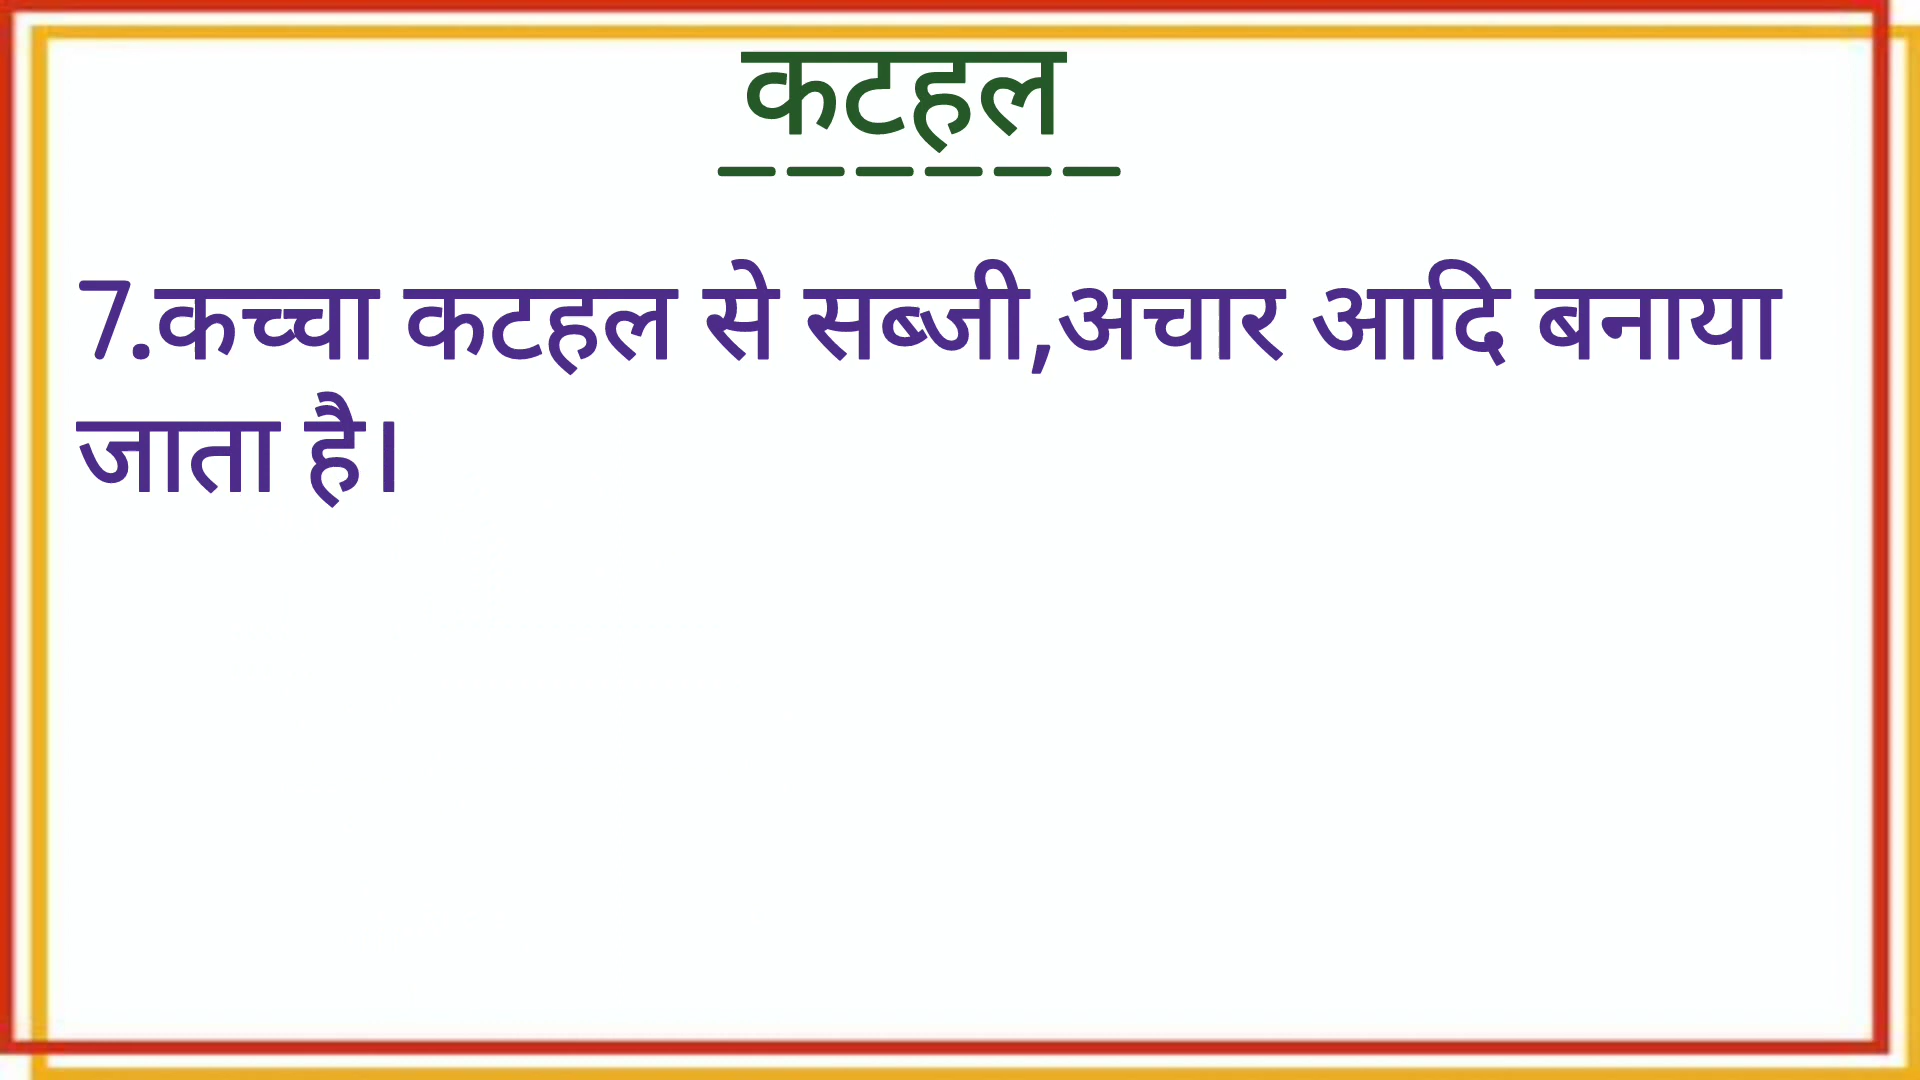 कटहल
7.कच्चा कटहल से सब्जी,अचार आदि बनाया
जाता है।